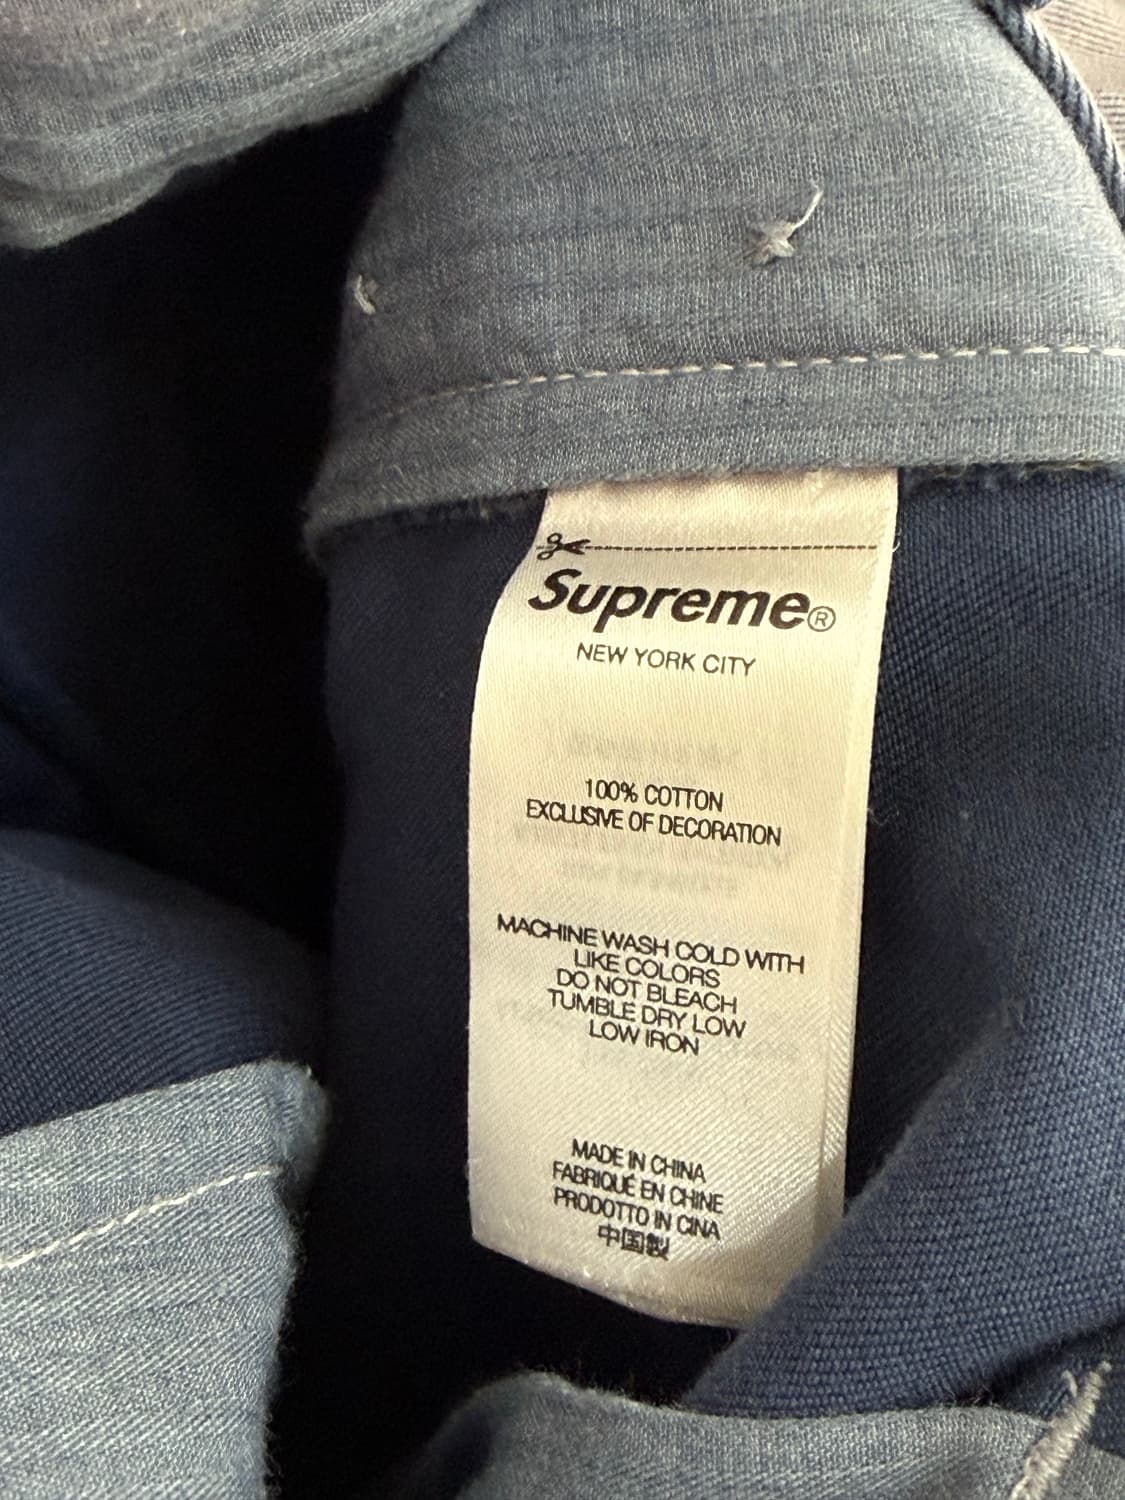 Supreme®
NEW YORK CITY
100% COTTON
EXCLUSIVE OF DECORATION
MACHINE WASH COLD WITH
LIKE COLORS
DO NOT BLEACH
TUMBLE DRY LOW
LOW IRON
MADE IN CHINA
FABRIQUÉ EN CHINE
PRODOTTO IN CINA
中国製